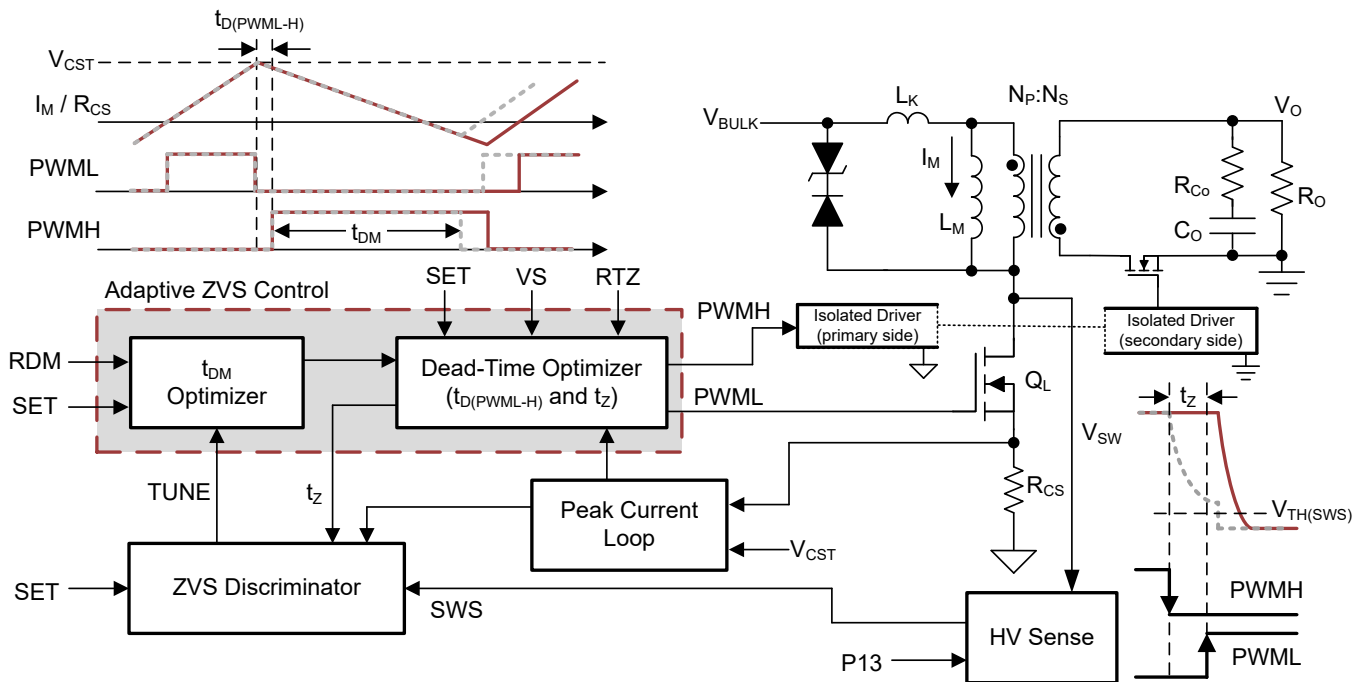 tD(PWML-H)
VCST
IM / RCS
PWML
PWMH
tDM
VBULK
LK
NP:NS
VO
IM
LM
RCo
CO
RO
Adaptive ZVS Control
SET
VS
RTZ
RDM
SET
tDM
Optimizer
Dead-Time Optimizer
(tD(PWML-H) and tZ)
PWMH
PWML
Isolated Driver
(primary side)
Isolated Driver
(secondary side)
QL
VSW
RCS
tZ
VTH(SWS)
PWMH
PWML
TUNE
tZ
Peak Current
Loop
VCST
SET
ZVS Discriminator
SWS
HV Sense
P13